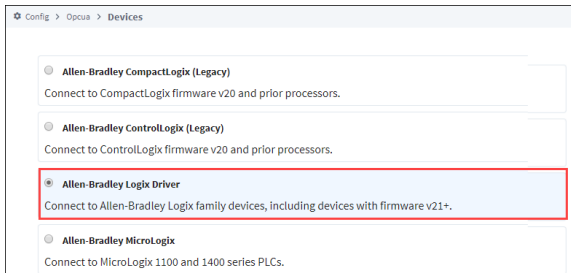 Config > Opcua > Devices
Allen-Bradley CompactLogix (Legacy)
Connect to CompactLogix firmware v20 and prior processors.
Allen-Bradley ControlLogix (Legacy)
Connect to ControlLogix firmware v20 and prior processors.
Allen-Bradley Logix Driver
Connect to Allen-Bradley Logix family devices, including devices with firmware v21+.
Allen-Bradley MicroLogix
Connect to MicroLogix 1100 and 1400 series PLCs.